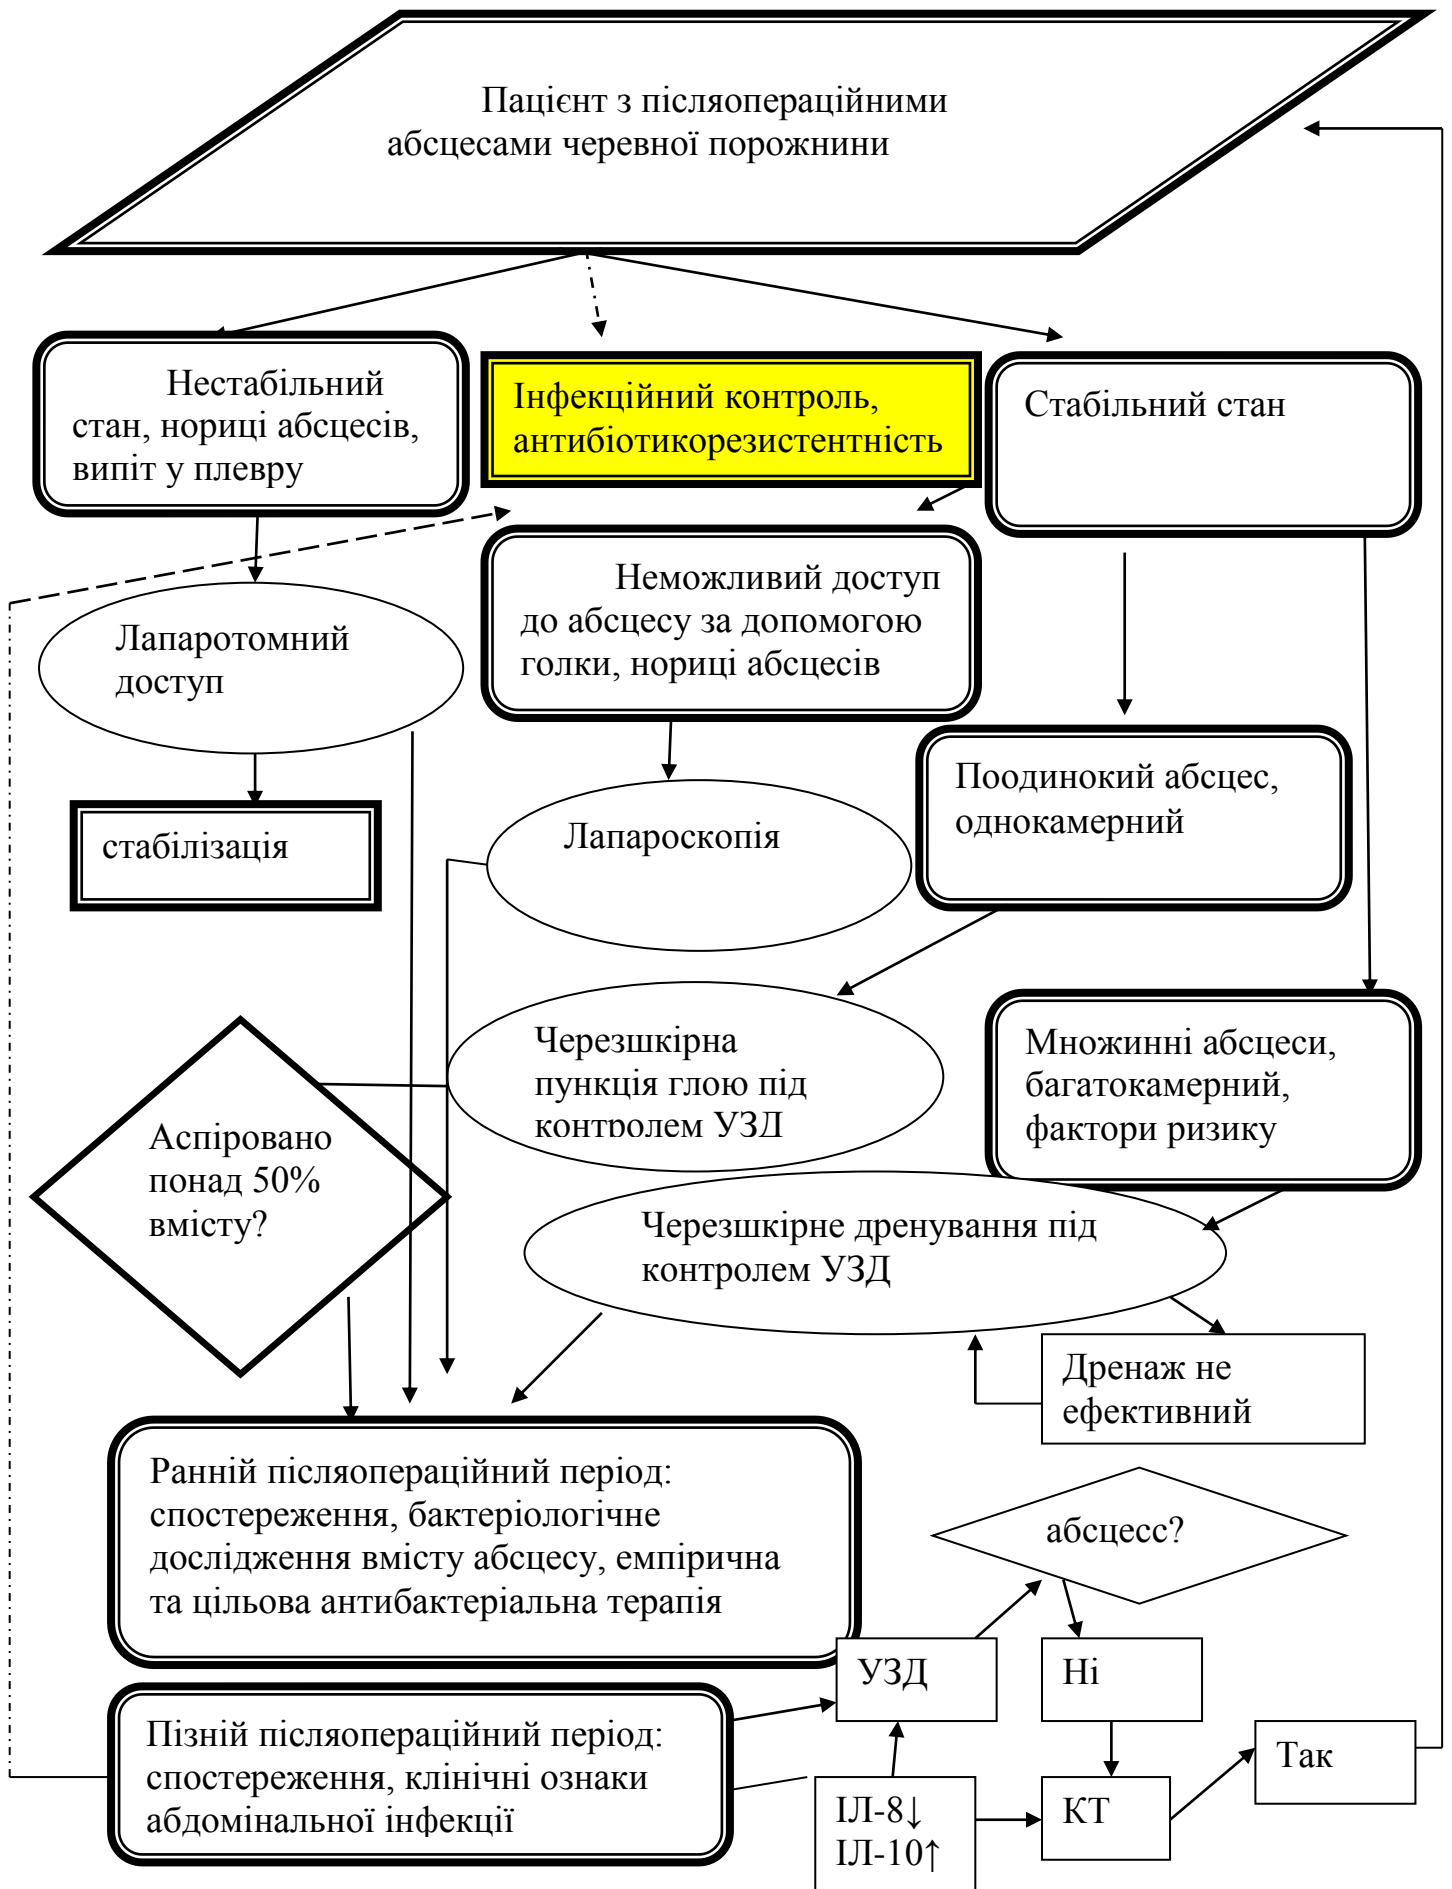 Пацієнт з післяопераційними
абсцесами черевної порожнини
Нестабільний
стан, нориці абсцесів,
випіт у плевру
Інфекційний контроль,
антибіотикорезистентність
Стабільний стан
Неможливий доступ
до абсцесу за допомогою
голки, нориці абсцесів
Лапаротомний
доступ
Поодинокий абсцес,
однокамерний
Лапароскопія
стабілізація
Черезшкірна
пункція глою під
контролем УЗД
Множинні абсцеси,
багатокамерний,
фактори ризику
Аспіровано
понад 50%
вмісту?
Черезшкірне дренування під
контролем УЗД
Дренаж не
ефективний
Ранній післяопераційний період:
спостереження, бактеріологічне
дослідження вмісту абсцесу, емпірична
та цільова антибактеріальна терапія
абсцесс?
УЗД
Ні
Пізній післяопераційний період:
спостереження, клінічні ознаки
абдомінальної інфекції
Так
ІЛ-8↓
ІЛ-10↑
КТ